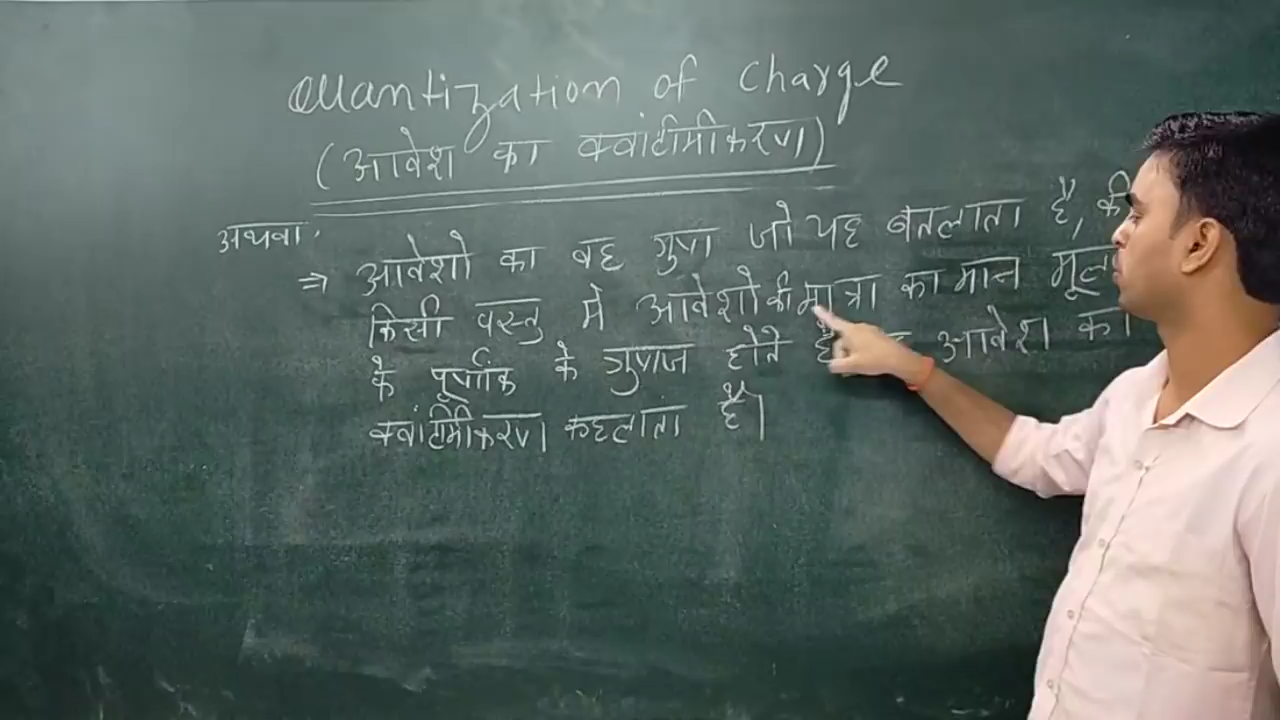 Quantization of Charge
(आवेश का क्वांटीमीकरण)
अथवा,
⇒ आवेशो का वह गुण जो यह बतलाता है, की
किसी वस्तु मे आवेशो की मात्रा का मान
के पूर्णांक के गुणज होते है आवेश का
क्वांटीमीकरण कहलाता है।